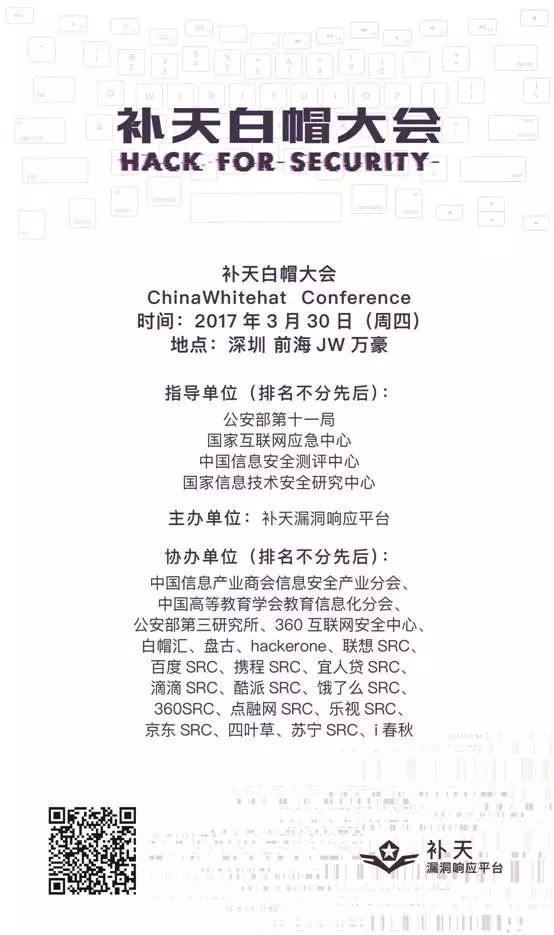 补天白帽大会
HACK FOR SECURITY
补天白帽大会
ChinaWhitehat Conference
时间：2017 年 3 月 30 日（周四）
地点：深圳 前海 JW 万豪
指导单位（排名不分先后）：
公安部第十一局
国家互联网应急中心
中国信息安全测评中心
国家信息技术安全研究中心
主办单位：补天漏洞响应平台
协办单位（排名不分先后）：
中国信息产业商会信息安全产业分会、
中国高等教育学会教育信息化分会、
公安部第三研究所、360 互联网安全中心、
白帽汇、盘古、hackerone、联想 SRC、
百度 SRC、携程 SRC、宜人贷 SRC、
滴滴 SRC、酷派 SRC、饿了么 SRC、
360SRC、点融网 SRC、乐视 SRC、
京东 SRC、四叶草、苏宁 SRC、i 春秋
补天
漏洞响应平台